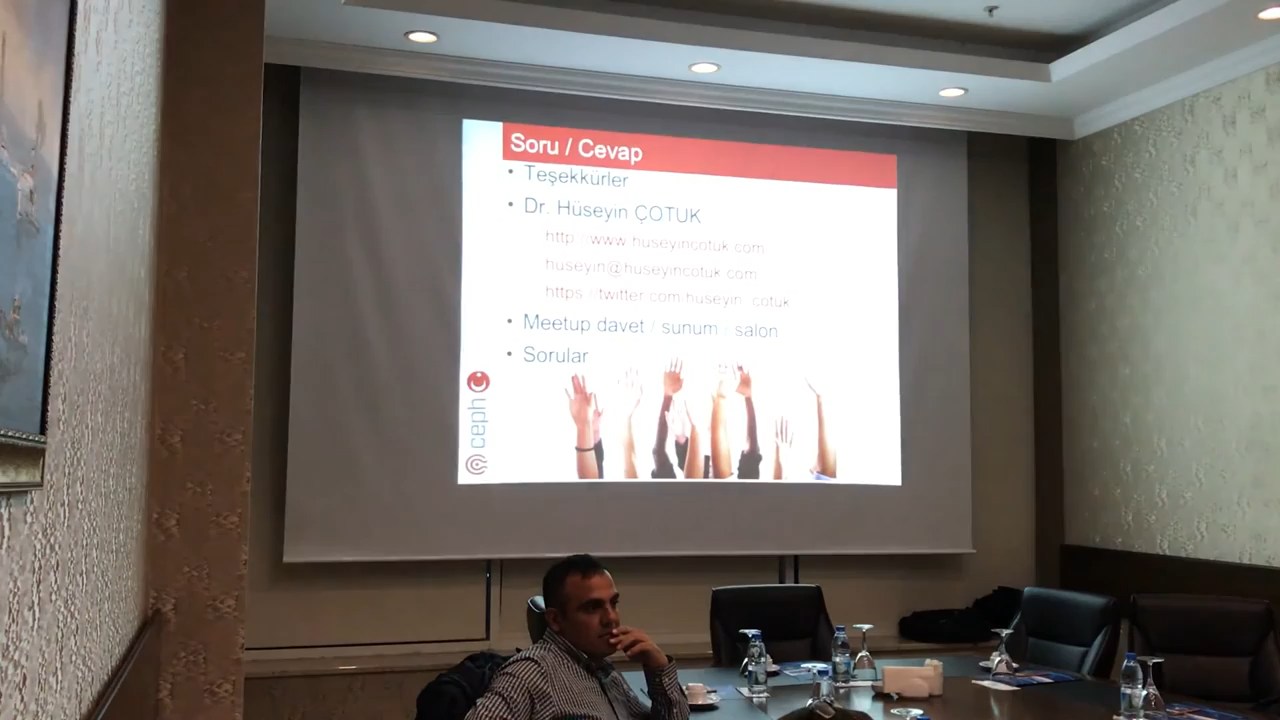 Soru / Cevap
• Teşekkürler
• Dr. Hüseyin ÇOTUK
http://www.huseyincotuk.com
huseyin@huseyincotuk.com
https://twitter.com/huseyin_cotuk
• Meetup davet / sunum / salon
• Sorular
ceph